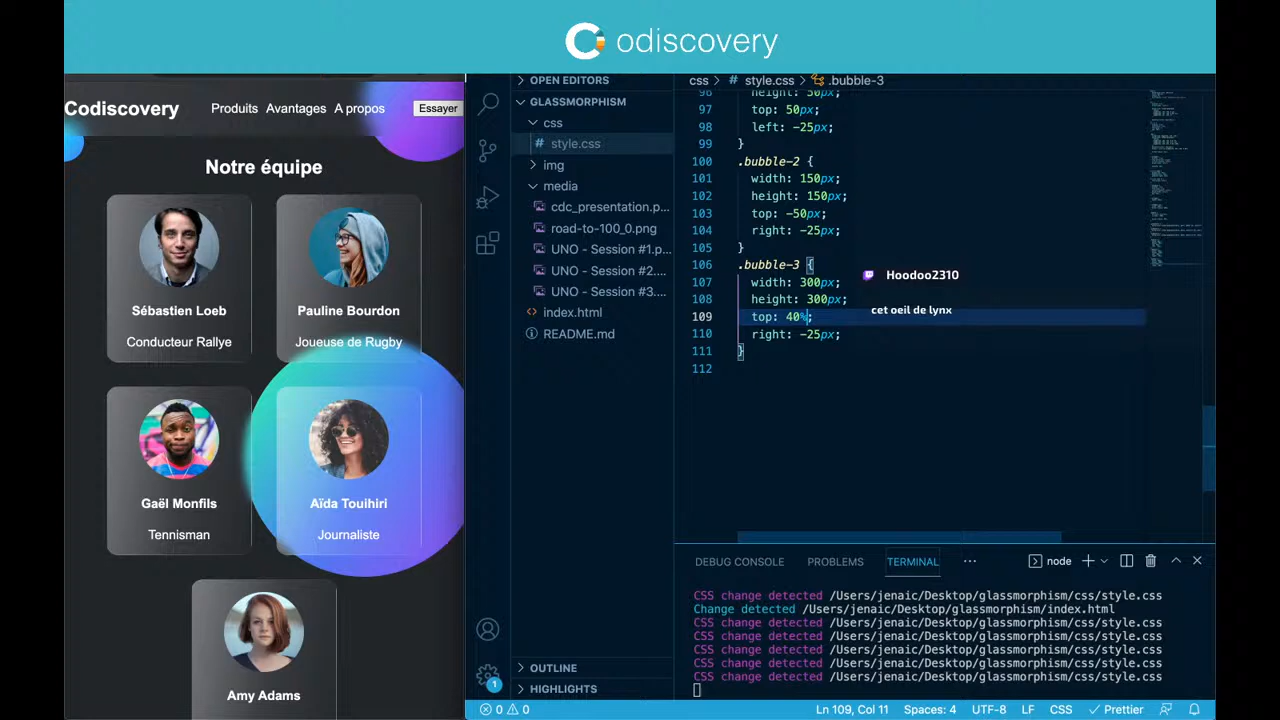 Codiscovery
Codiscovery
Produits Avantages A propos
Essayer
Notre équipe
Sébastien Loeb
Conducteur Rallye
Pauline Bourdon
Joueuse de Rugby
Gaël Monfils
Tennisman
Aïda Touihiri
Journaliste
Amy Adams
OPEN EDITORS
GLASSMORPHISM
css
# style.css
img
media
cdc_presentation.p...
road-to-100_0.png
UNO - Session #1.p...
UNO - Session #2....
UNO - Session #3....
<> index.html
README.md
OUTLINE
HIGHLIGHTS
css > # style.css > .bubble-3
96 height: 50px;
97 top: 50px;
98 left: -25px;
99 }
100 .bubble-2 {
101 width: 150px;
102 height: 150px;
103 top: -50px;
104 right: -25px;
105 }
106 .bubble-3 {
107 width: 300px;
108 height: 300px;
109 top: 40%;
110 right: -25px;
111 }
112
Hoodoo2310
cet oeil de lynx
DEBUG CONSOLE PROBLEMS TERMINAL ... node
CSS change detected /Users/jenaic/Desktop/glassmorphism/css/style.css
Change detected /Users/jenaic/Desktop/glassmorphism/index.html
CSS change detected /Users/jenaic/Desktop/glassmorphism/css/style.css
CSS change detected /Users/jenaic/Desktop/glassmorphism/css/style.css
CSS change detected /Users/jenaic/Desktop/glassmorphism/css/style.css
CSS change detected /Users/jenaic/Desktop/glassmorphism/css/style.css
CSS change detected /Users/jenaic/Desktop/glassmorphism/css/style.css
1
0 0 Ln 109, Col 11 Spaces: 4 UTF-8 LF CSS Prettier